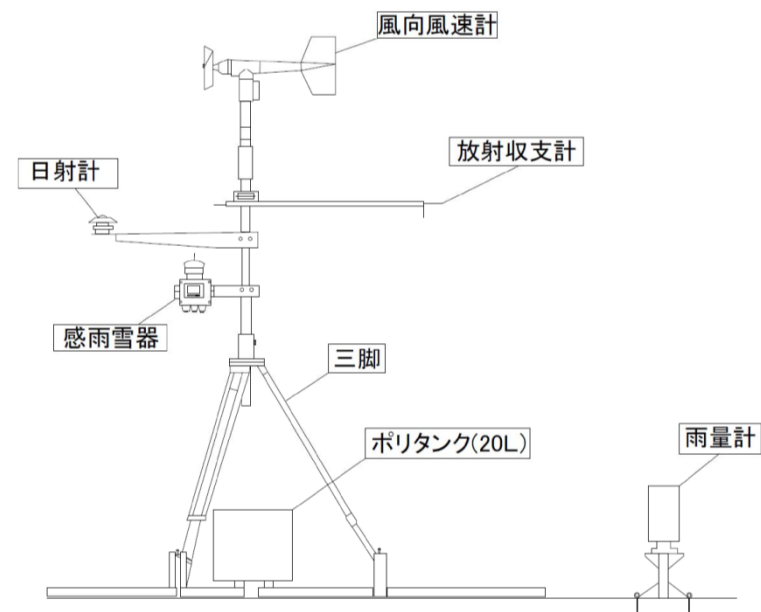 風向風速計
放射収支計
日射計
感雨雪器
三脚
ポリタンク(20L)
雨量計